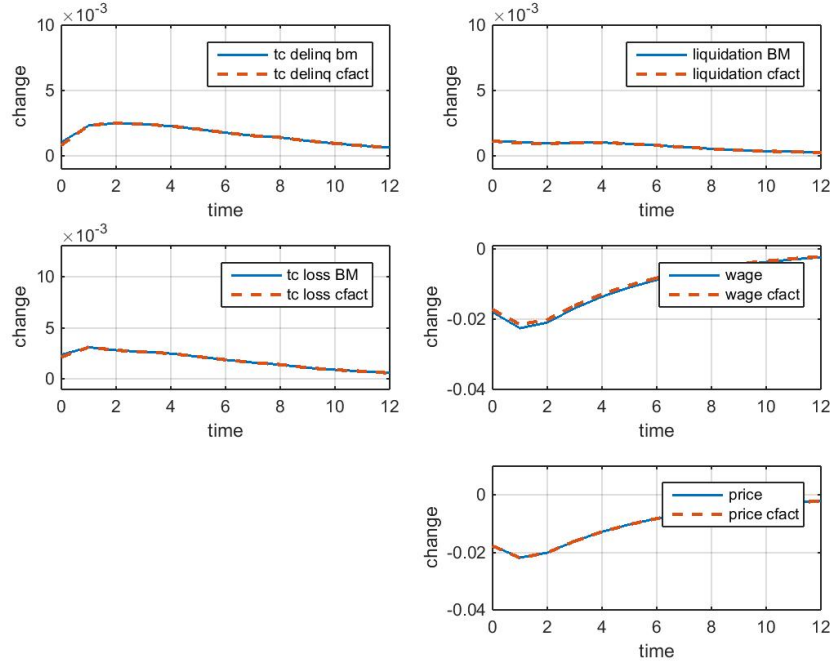 ×10⁻³
10
5
0
change
tc delinq bm
tc delinq cfact
0 2 4 6 8 10 12
time
×10⁻³
10
5
0
change
liquidation BM
liquidation cfact
0 2 4 6 8 10 12
time
×10⁻³
10
5
0
change
tc loss BM
tc loss cfact
0 2 4 6 8 10 12
time
0
-0.02
-0.04
change
wage
wage cfact
0 2 4 6 8 10 12
time
0
-0.02
-0.04
change
price
price cfact
0 2 4 6 8 10 12
time